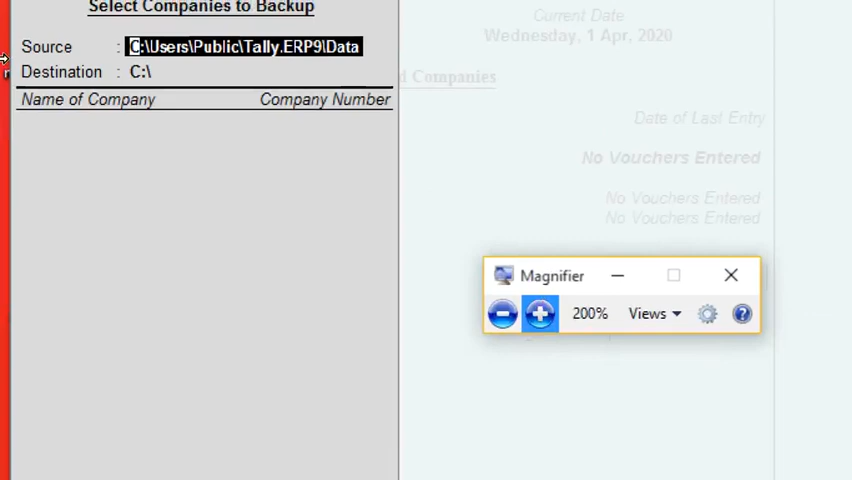 Select Companies to Backup
Source : C:\Users\Public\Tally.ERP9\Data
Destination : C:\
Name of Company Company Number
Current Date
Wednesday, 1 Apr, 2020
d Companies
Date of Last Entry
No Vouchers Entered
No Vouchers Entered
No Vouchers Entered
Magnifier
200% Views